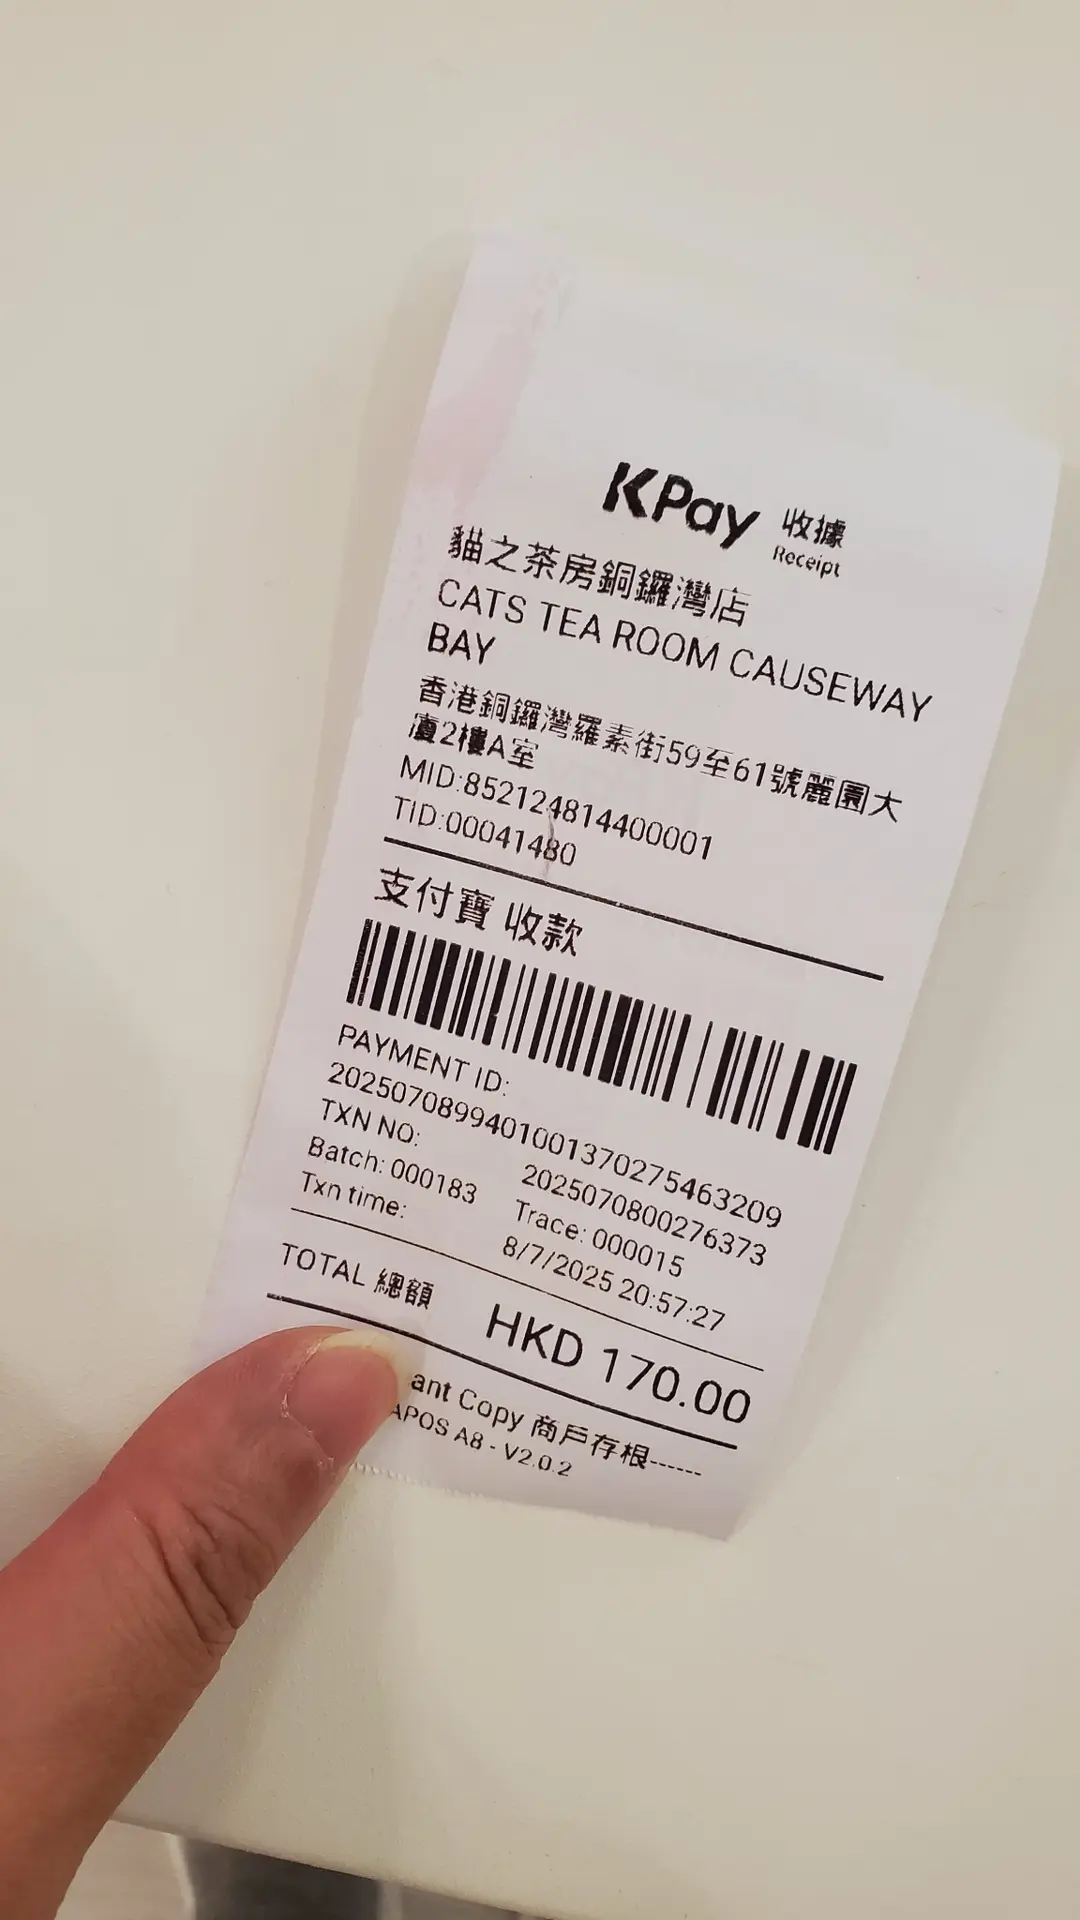 KPay 收據
Receipt
貓之茶房銅鑼灣店
CATS TEA ROOM CAUSEWAY
BAY
香港銅鑼灣羅素街59至61號麗園大
廈2樓A室
MID:852124814400001
TID:00041480
支付寶 收款
PAYMENT ID:
2025070899401001370275463209
TXN NO: 2025070800276373
Batch: 000183 Trace: 000015
Txn time: 8/7/2025 20:57:27
TOTAL 總額 HKD 170.00
ant Copy 商戶存根------
APOS A8 - V2.0.2